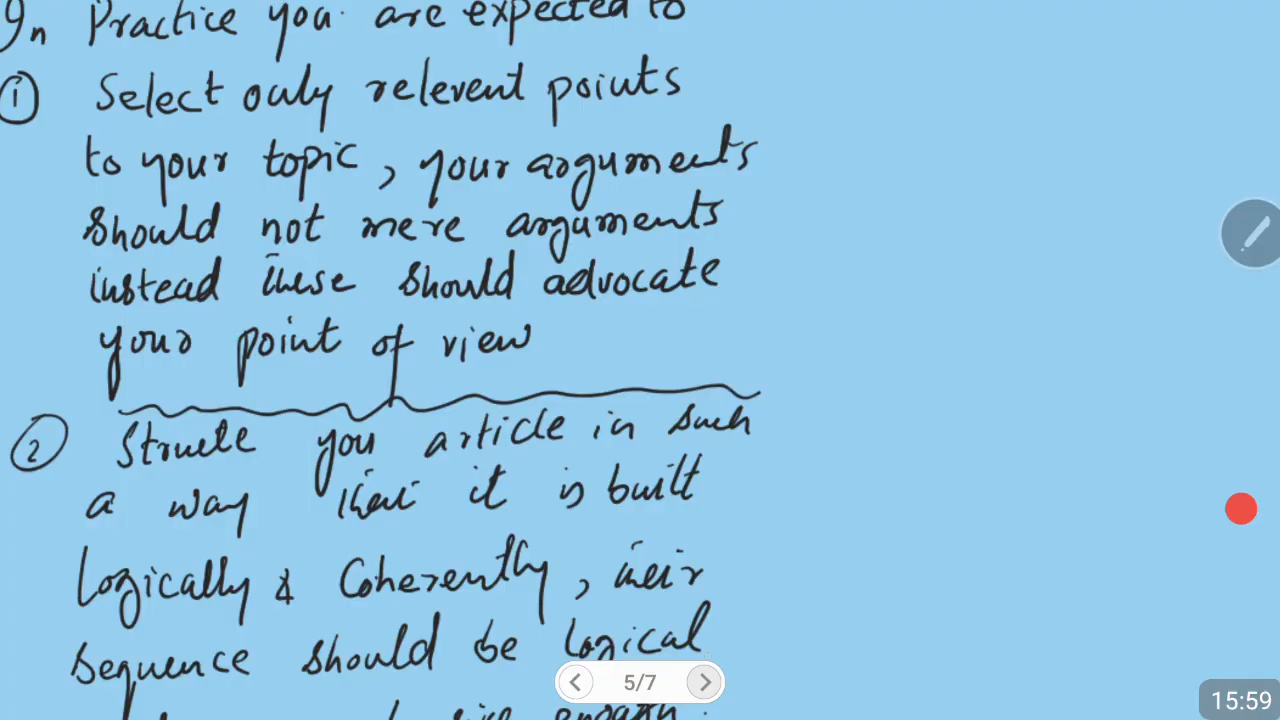 In Practice you are expected to
① Select only relevent points
to your topic, your arguments
should not mere arguments
instead these should advocate
your point of view
② Structe you article in such
a way that it is built
Logically & Coherently, their
sequence should be logical
enough.
5/7
15:59